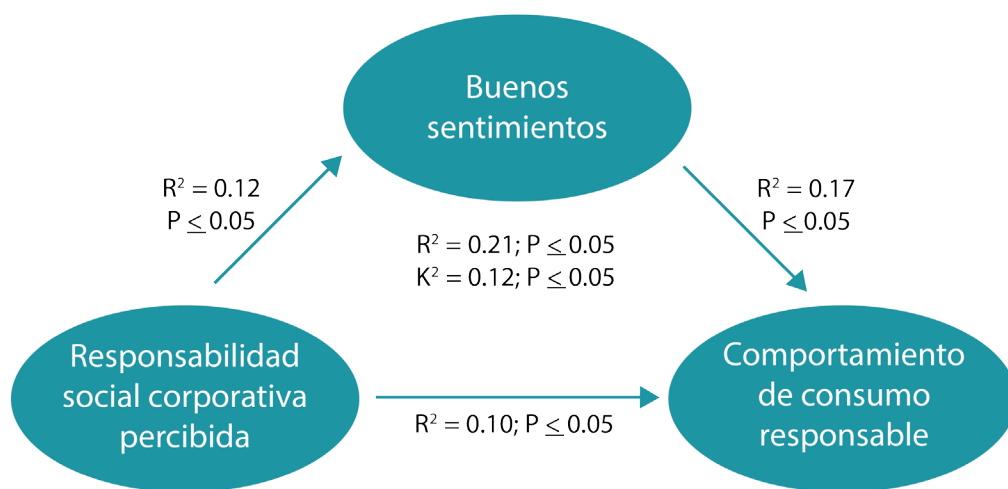 Buenos
sentimientos
R² = 0.12
P ≤ 0.05
R² = 0.17
P ≤ 0.05
R² = 0.21; P ≤ 0.05
K² = 0.12; P ≤ 0.05
Responsabilidad
social corporativa
percibida
R² = 0.10; P ≤ 0.05
Comportamiento
de consumo
responsable